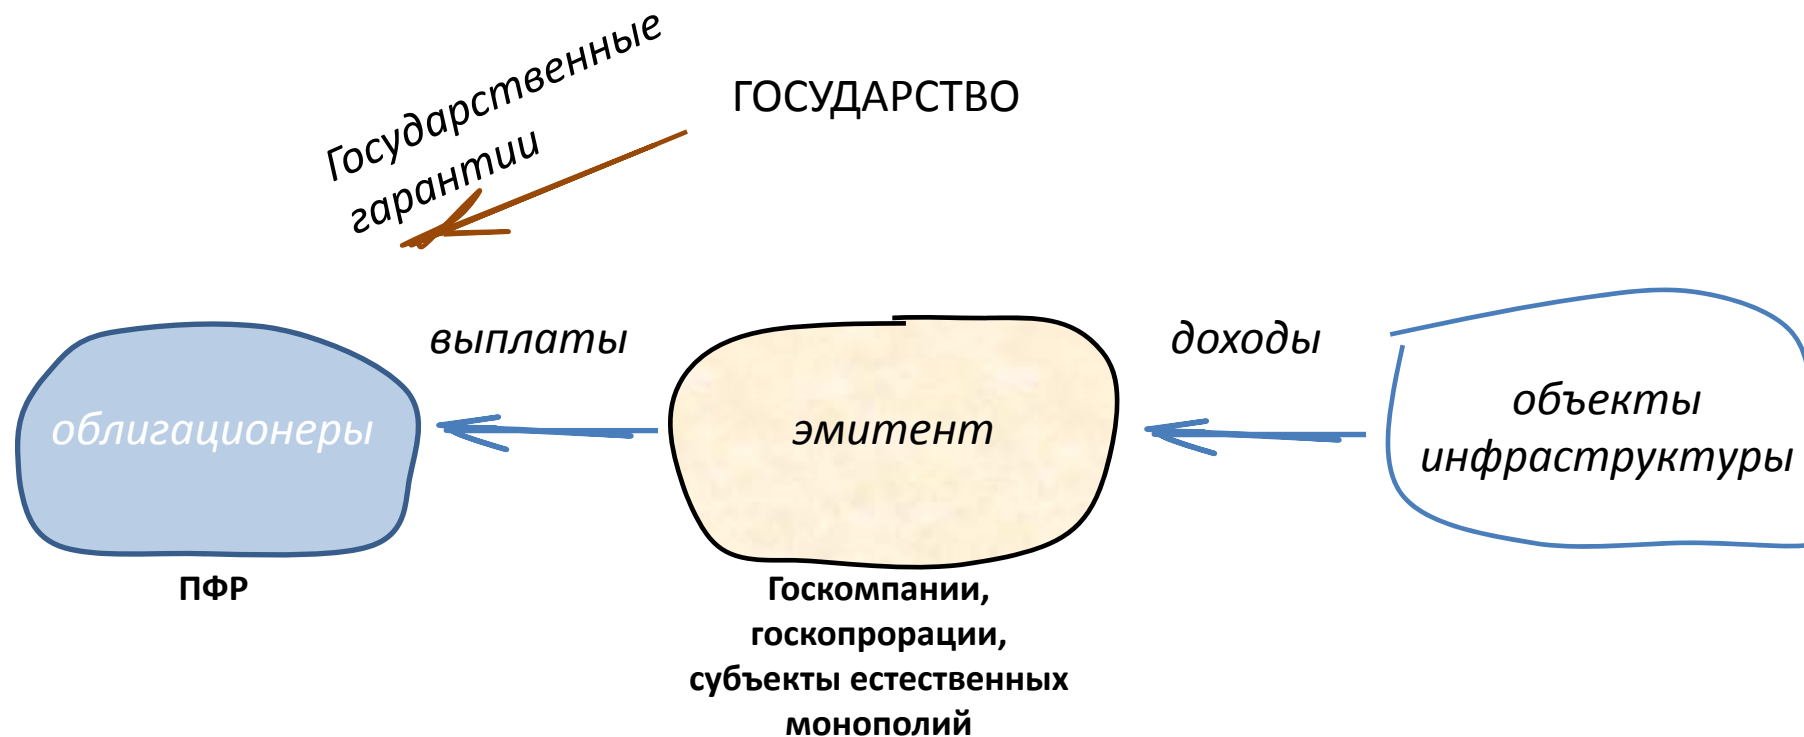 Государственные
гарантии
ГОСУДАРСТВО
выплаты
доходы
облигационеры
эмитент
объекты
инфраструктуры
ПФР
Госкомпании,
госкопрорации,
субъекты естественных
монополий